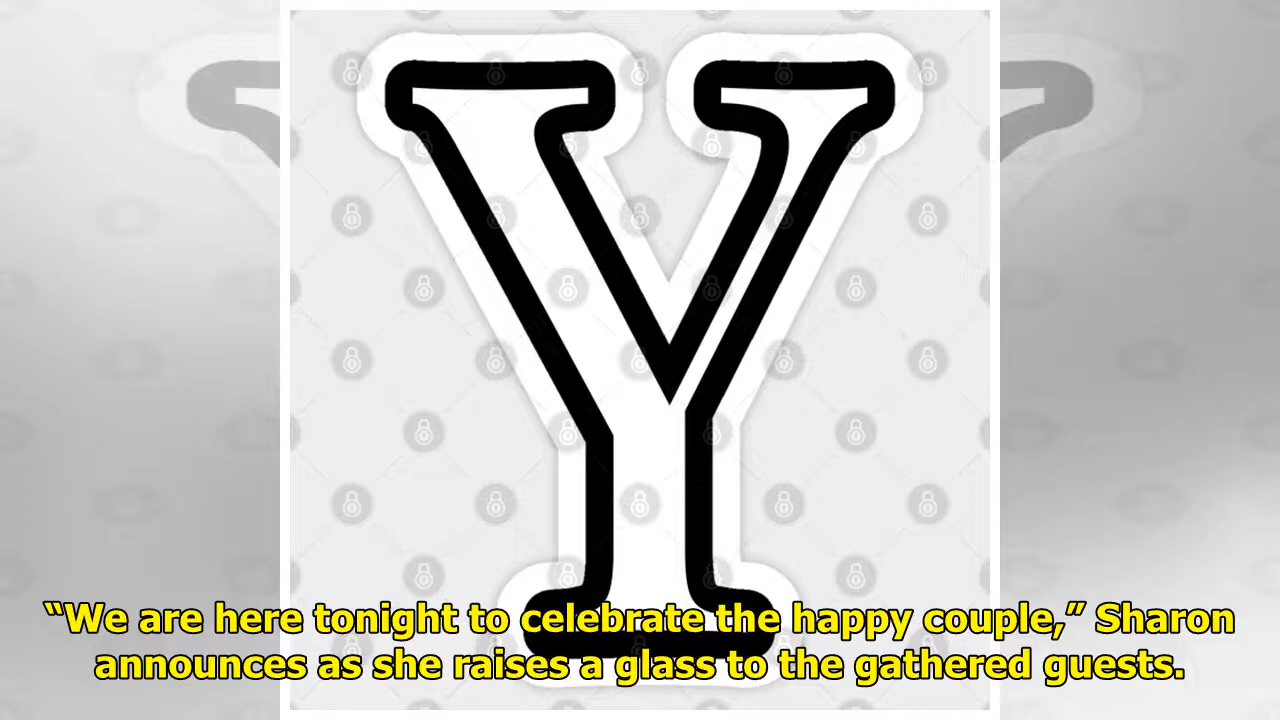 Y
“We are here tonight to celebrate the happy couple,” Sharon
announces as she raises a glass to the gathered guests.